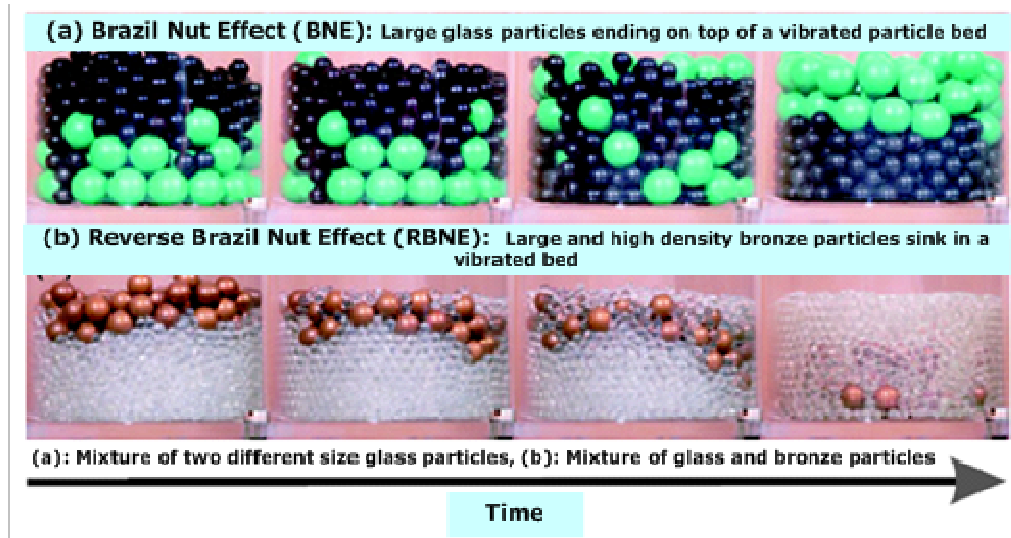 (a) Brazil Nut Effect (BNE): Large glass particles ending on top of a vibrated particle bed
(b) Reverse Brazil Nut Effect (RBNE): Large and high density bronze particles sink in a
vibrated bed
(a): Mixture of two different size glass particles, (b): Mixture of glass and bronze particles
Time